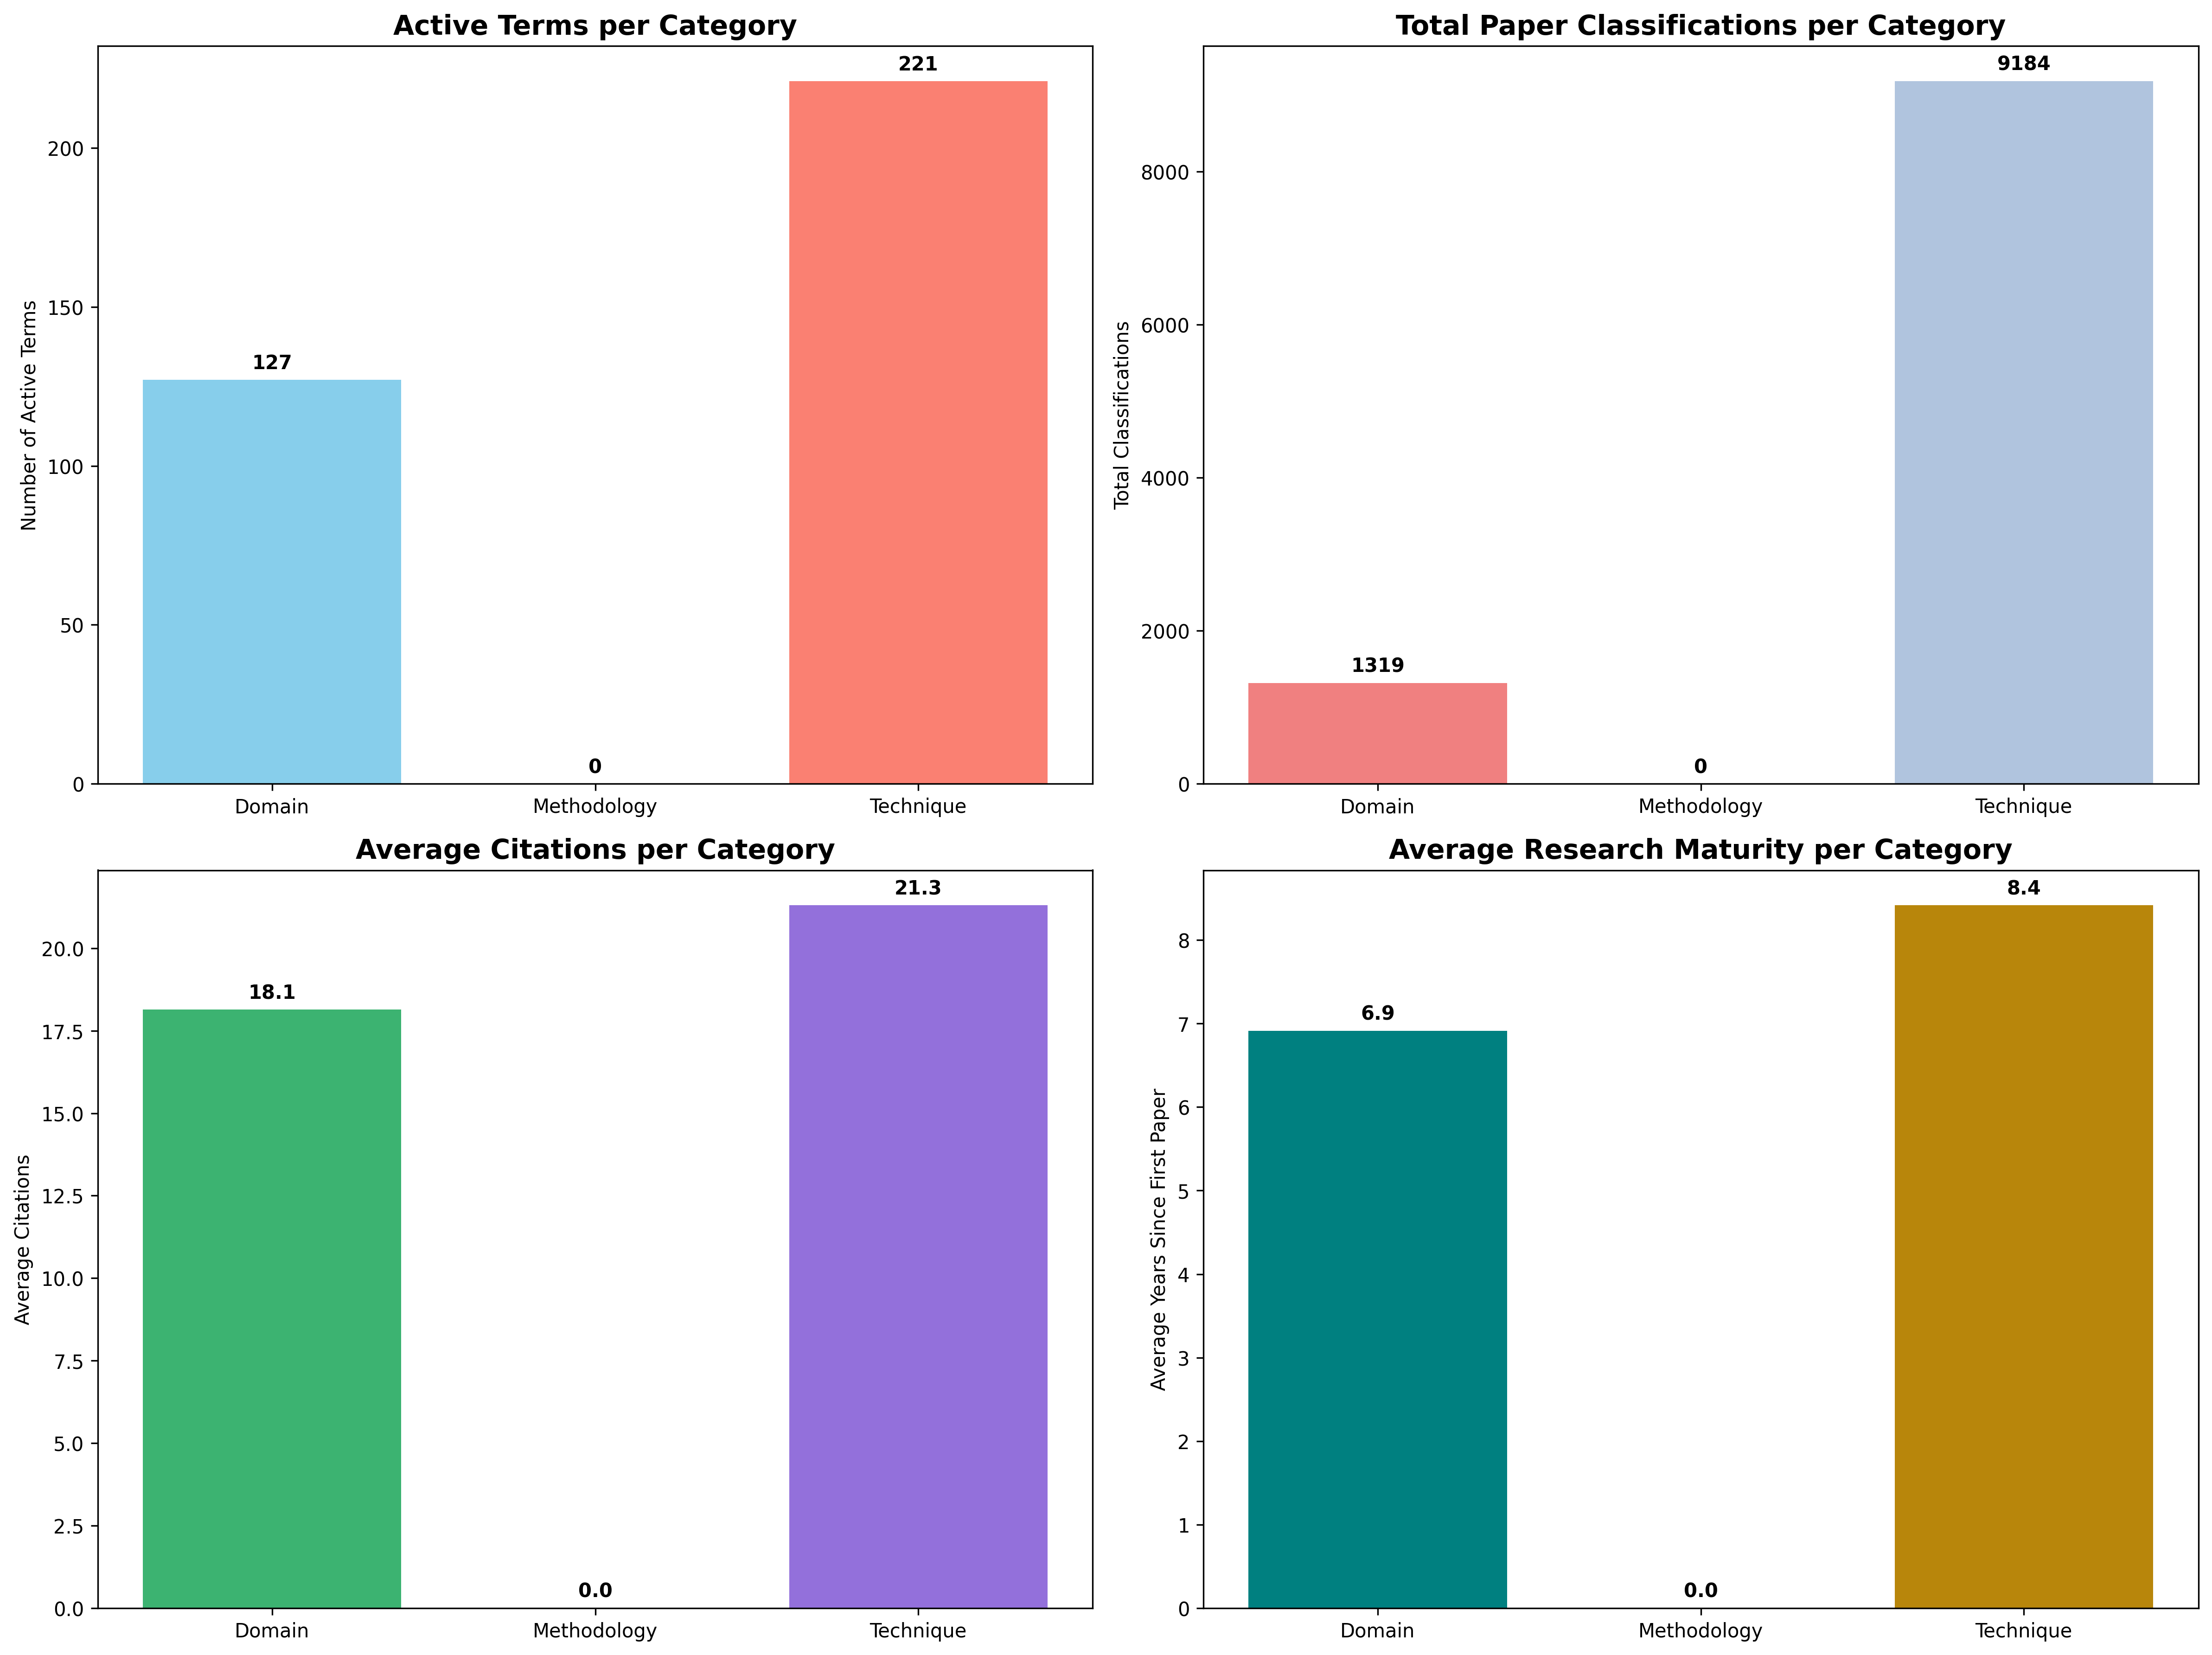 Active Terms per Category
Number of Active Terms
200
150
100
50
0
127
0
221
Domain
Methodology
Technique
Total Paper Classifications per Category
Total Classifications
8000
6000
4000
2000
0
1319
0
9184
Domain
Methodology
Technique
Average Citations per Category
Average Citations
20.0
17.5
15.0
12.5
10.0
7.5
5.0
2.5
0.0
18.1
0.0
21.3
Domain
Methodology
Technique
Average Research Maturity per Category
Average Years Since First Paper
8
7
6
5
4
3
2
1
0
6.9
0.0
8.4
Domain
Methodology
Technique